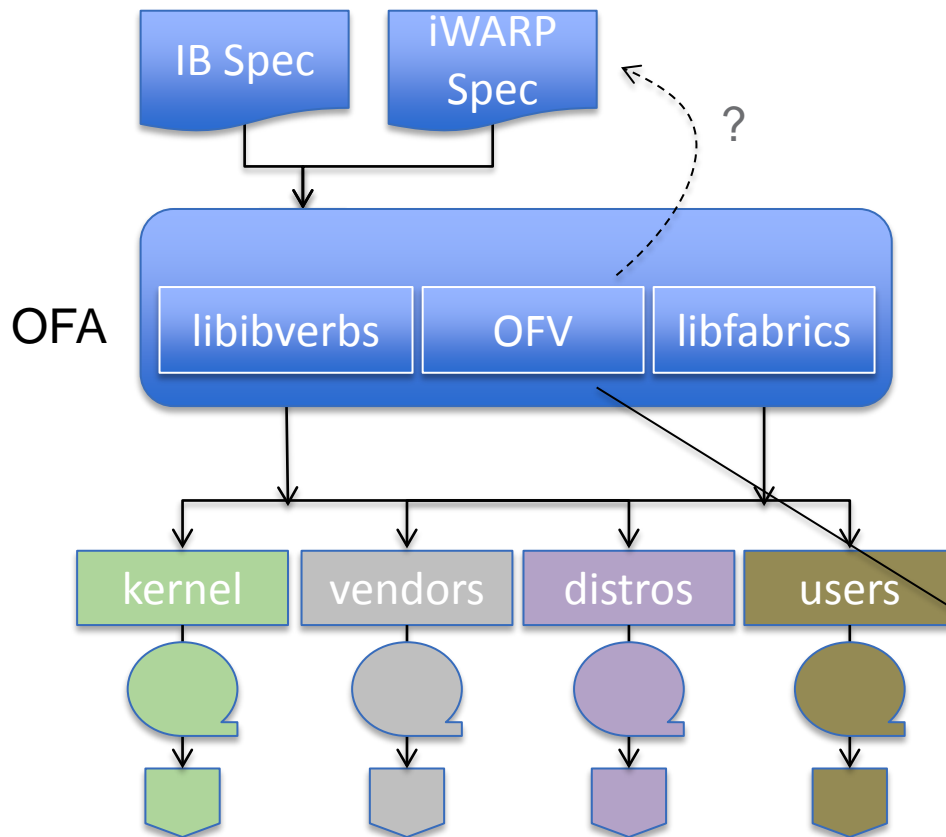 IB Spec
iWARP
Spec
?
OFA
libibverbs
OFV
libfabrics
kernel
vendors
distros
users